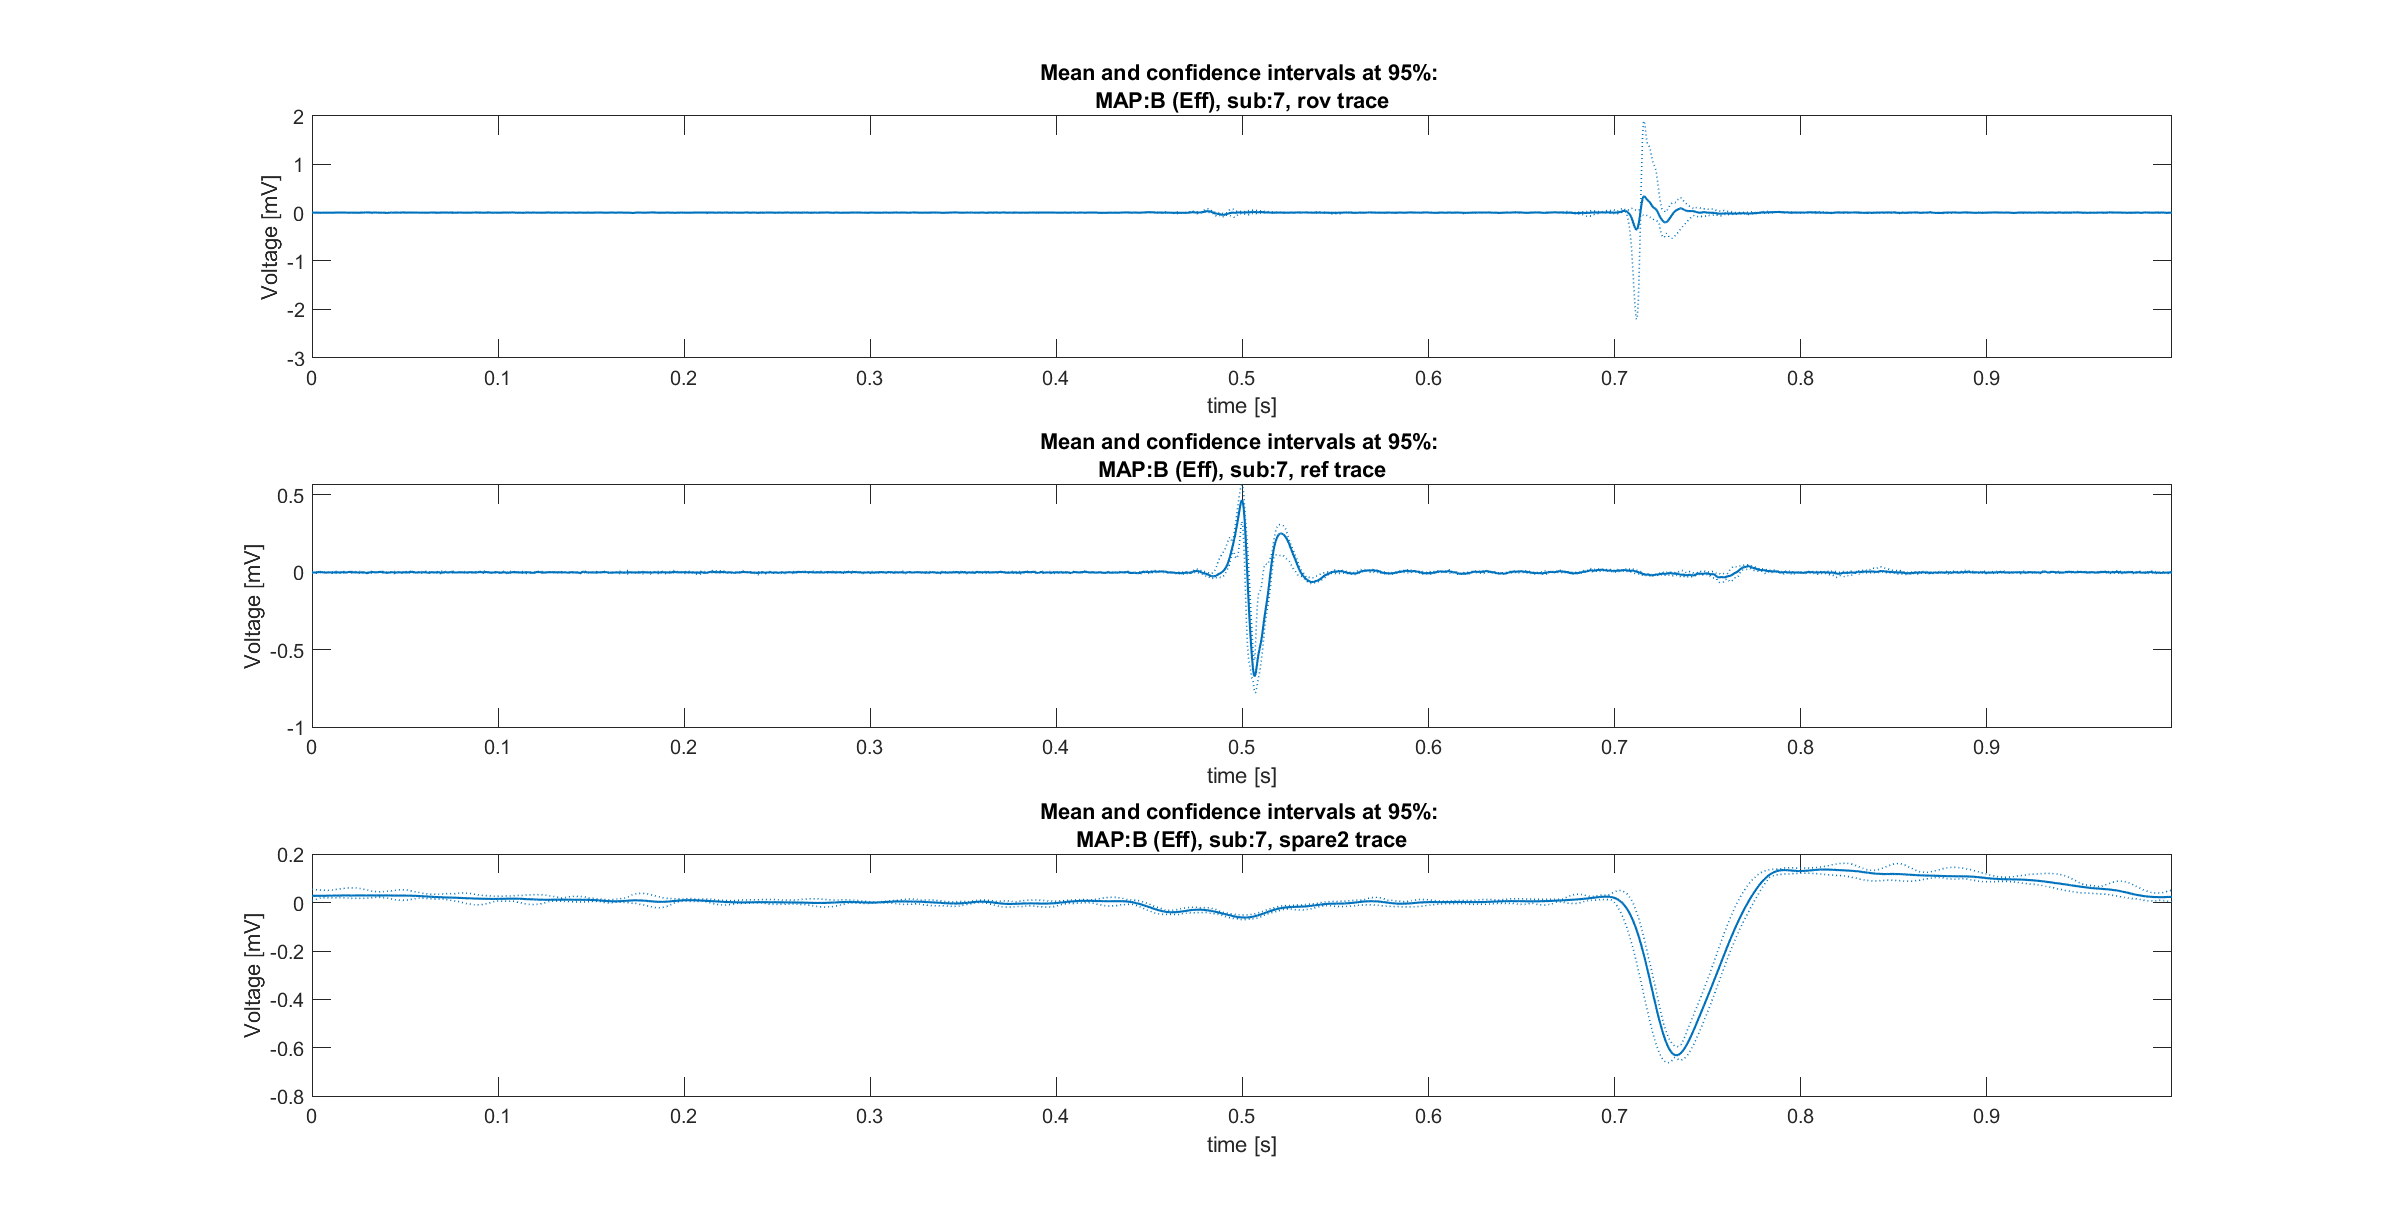 Mean and confidence intervals at 95%:
MAP:B (Eff), sub:7, rov trace
2
1
0
-1
-2
-3
Voltage [mV]
0 0.1 0.2 0.3 0.4 0.5 0.6 0.7 0.8 0.9
time [s]
Mean and confidence intervals at 95%:
MAP:B (Eff), sub:7, ref trace
0.5
0
-0.5
-1
Voltage [mV]
0 0.1 0.2 0.3 0.4 0.5 0.6 0.7 0.8 0.9
time [s]
Mean and confidence intervals at 95%:
MAP:B (Eff), sub:7, spare2 trace
0.2
0
-0.2
-0.4
-0.6
-0.8
Voltage [mV]
0 0.1 0.2 0.3 0.4 0.5 0.6 0.7 0.8 0.9
time [s]